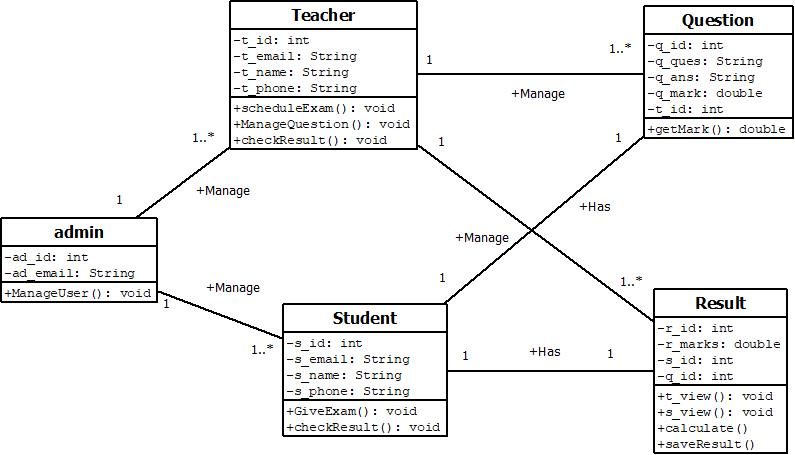 Teacher
-t_id: int
-t_email: String
-t_name: String
-t_phone: String
+scheduleExam(): void
+ManageQuestion(): void
+checkResult(): void
Question
-q_id: int
-q_ques: String
-q_ans: String
-q_mark: double
-t_id: int
+getMark(): double
1
1..*
+Manage
1..*
1
+Manage
1
1
+Has
+Manage
1
1..*
admin
-ad_id: int
-ad_email: String
+ManageUser(): void
1
+Manage
1..*
Student
-s_id: int
-s_email: String
-s_name: String
-s_phone: String
+GiveExam(): void
+checkResult(): void
1
+Has
1
Result
-r_id: int
-r_marks: double
-s_id: int
-q_id: int
+t_view(): void
+s_view(): void
+calculate()
+saveResult()